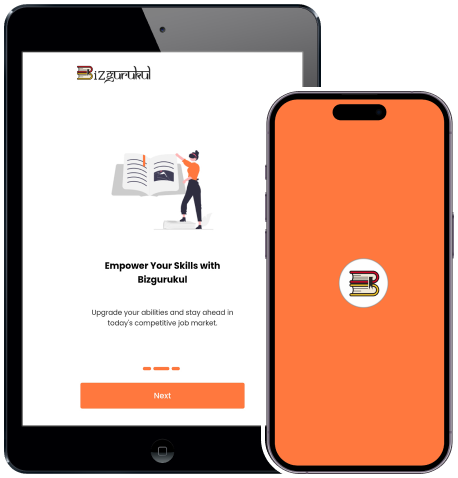 Bizgurukul
Empower Your Skills with
Bizgurukul
Upgrade your abilities and stay ahead in
today's competitive job market.
Next